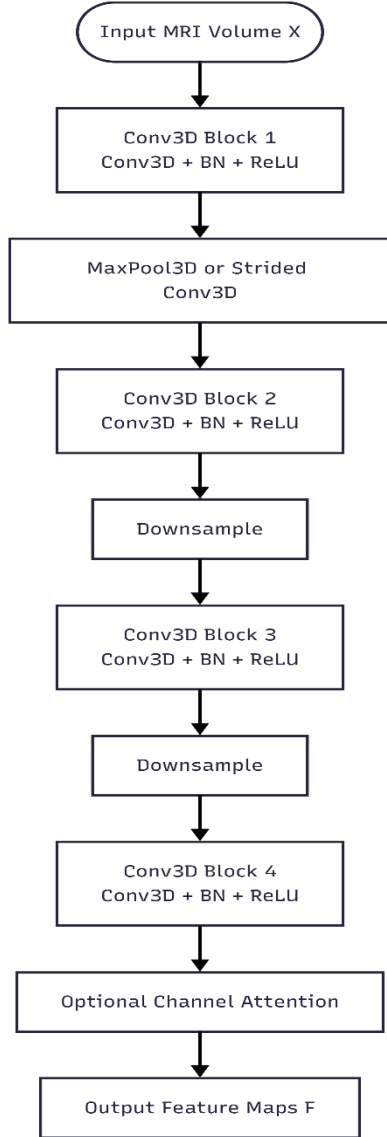 Input MRI Volume X
Conv3D Block 1
Conv3D + BN + ReLU
MaxPool3D or Strided
Conv3D
Conv3D Block 2
Conv3D + BN + ReLU
Downsample
Conv3D Block 3
Conv3D + BN + ReLU
Downsample
Conv3D Block 4
Conv3D + BN + ReLU
Optional Channel Attention
Output Feature Maps F